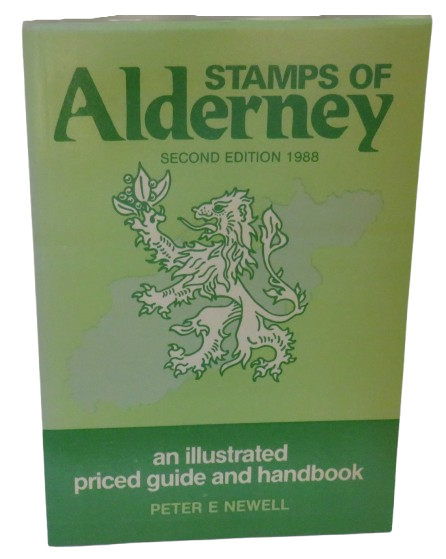 STAMPS OF
Alderney
SECOND EDITION 1988
an illustrated
priced guide and handbook
PETER E NEWELL